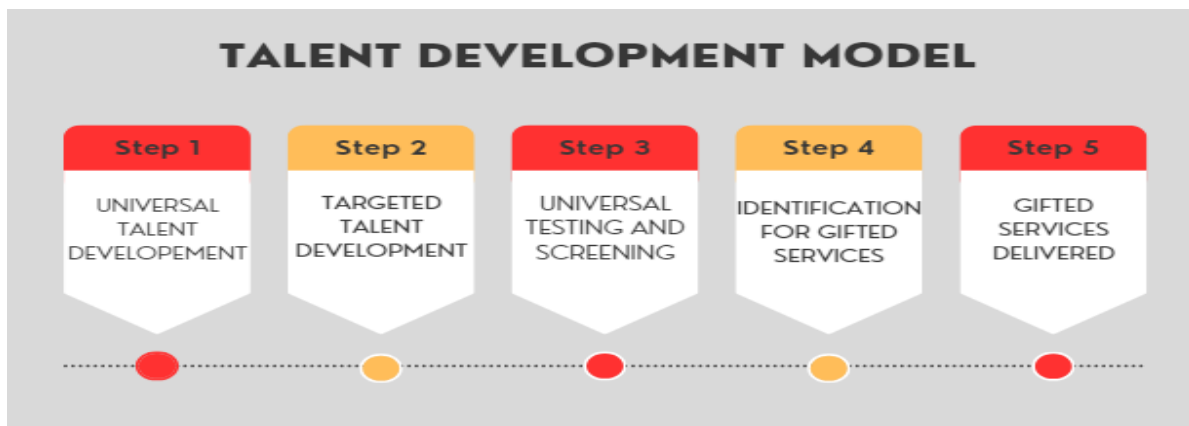 TALENT DEVELOPMENT MODEL
Step 1
UNIVERSAL
TALENT
DEVELOPEMENT
Step 2
TARGETED
TALENT
DEVELOPMENT
Step 3
UNIVERSAL
TESTING AND
SCREENING
Step 4
IDENTIFICATION
FOR GIFTED
SERVICES
Step 5
GIFTED
SERVICES
DELIVERED